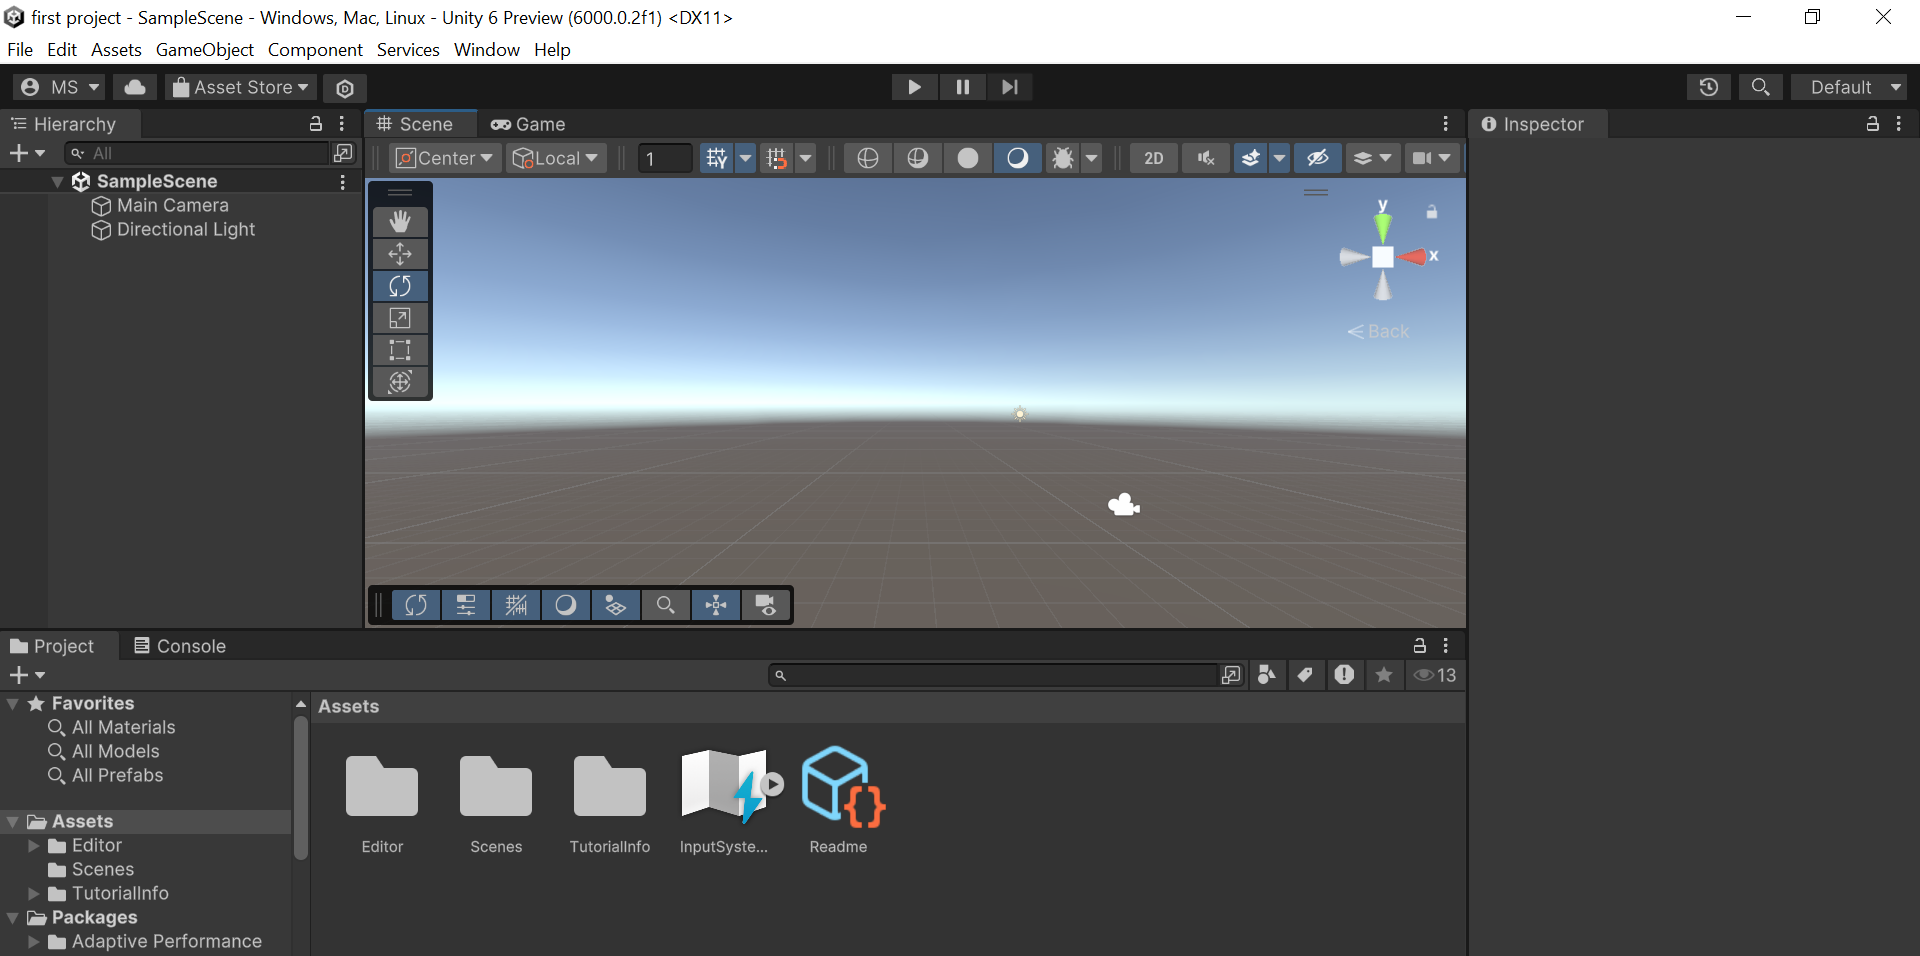 first project - SampleScene - Windows, Mac, Linux - Unity 6 Preview (6000.0.2f1) <DX11>
File Edit Assets GameObject Component Services Window Help
MS Asset Store Default
Hierarchy
Scene Game
Inspector
All
Center Local 1 2D
SampleScene
Main Camera
Directional Light
y
x
Back
Project Console
13
Favorites
All Materials
All Models
All Prefabs
Assets
Editor
Scenes
TutorialInfo
Packages
Adaptive Performance
Assets
Editor Scenes TutorialInfo InputSyste... Readme